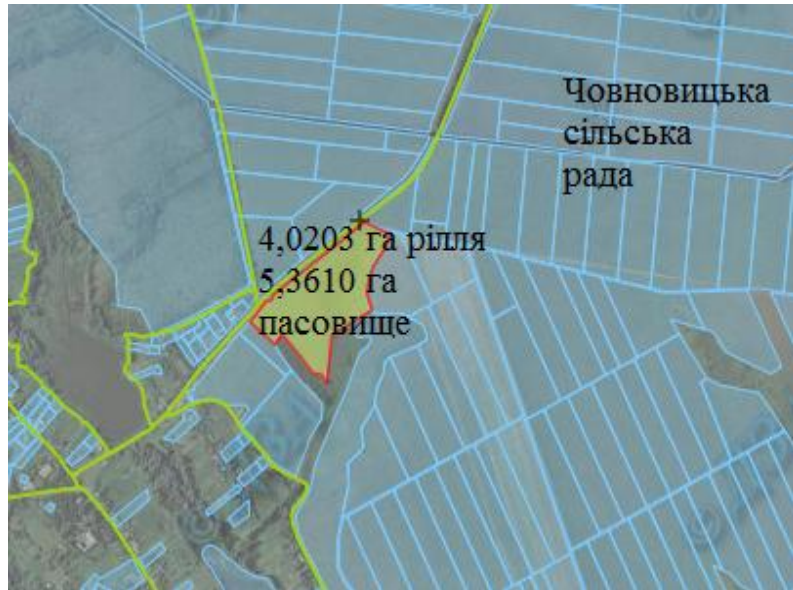 Човновицька
сільська
рада
4,0203 га рілля
5,3610 га
пасовище